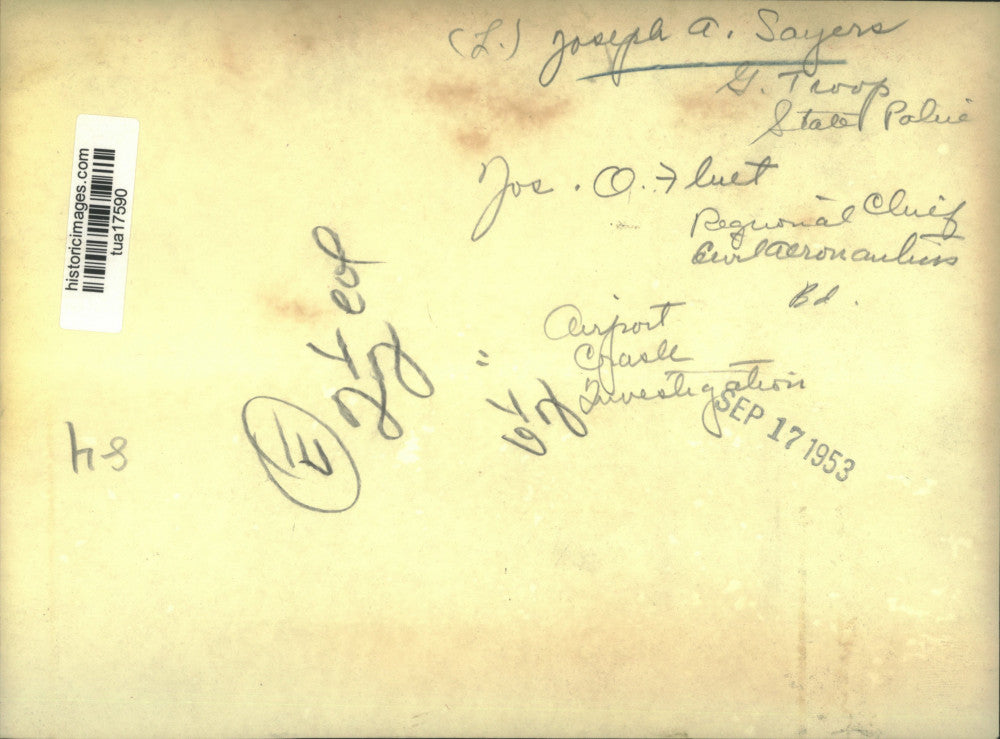 (L.) Joseph A. Sayers
G. Troop
State Police
Jos. O. Fluet
Regional Chief
Civil Aeronautics
Bd.
Airport
Crash
Investigation
SEP 17 1953
historicimages.com
tua17590